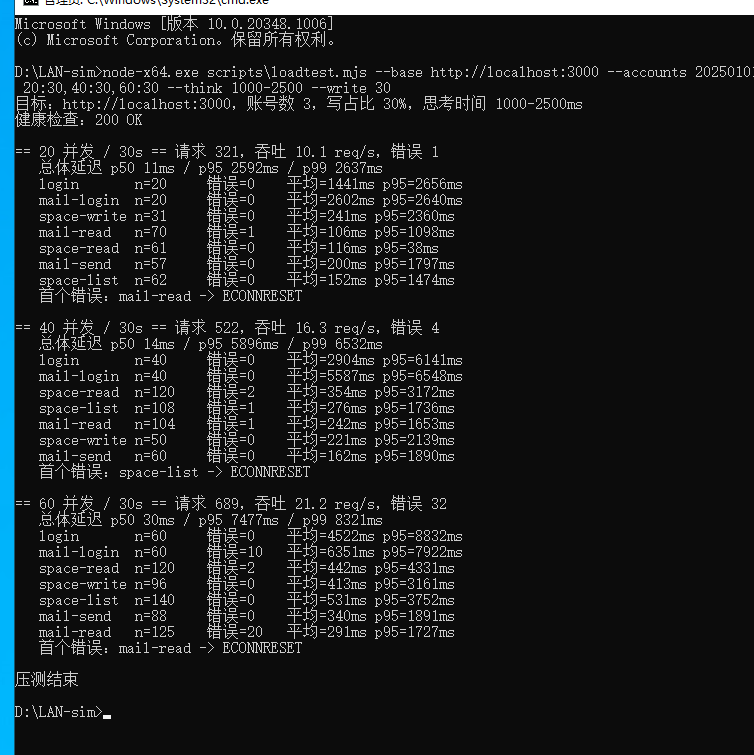 管理员: C:\Windows\System32\cmd.exe
Microsoft Windows [版本 10.0.20348.1006]
(c) Microsoft Corporation。保留所有权利。
D:\LAN-sim>node-x64.exe scripts\loadtest.mjs --base http://localhost:3000 --accounts 2025010
20:30,40:30,60:30 --think 1000-2500 --write 30
目标: http://localhost:3000, 账号数 3, 写占比 30%, 思考时间 1000-2500ms
健康检查: 200 OK
== 20 并发 / 30s == 请求 321, 吞吐 10.1 req/s, 错误 1
总体延迟 p50 11ms / p95 2592ms / p99 2637ms
login n=20 错误=0 平均=1441ms p95=2656ms
mail-login n=20 错误=0 平均=2602ms p95=2640ms
space-write n=31 错误=0 平均=241ms p95=2360ms
mail-read n=70 错误=1 平均=106ms p95=1098ms
space-read n=61 错误=0 平均=116ms p95=38ms
mail-send n=57 错误=0 平均=200ms p95=1797ms
space-list n=62 错误=0 平均=152ms p95=1474ms
首个错误: mail-read -> ECONNRESET
== 40 并发 / 30s == 请求 522, 吞吐 16.3 req/s, 错误 4
总体延迟 p50 14ms / p95 5896ms / p99 6532ms
login n=40 错误=0 平均=2904ms p95=6141ms
mail-login n=40 错误=0 平均=5587ms p95=6548ms
space-read n=120 错误=2 平均=354ms p95=3172ms
space-list n=108 错误=1 平均=276ms p95=1736ms
mail-read n=104 错误=1 平均=242ms p95=1653ms
space-write n=50 错误=0 平均=221ms p95=2139ms
mail-send n=60 错误=0 平均=162ms p95=1890ms
首个错误: space-list -> ECONNRESET
== 60 并发 / 30s == 请求 689, 吞吐 21.2 req/s, 错误 32
总体延迟 p50 30ms / p95 7477ms / p99 8321ms
login n=60 错误=0 平均=4522ms p95=8832ms
mail-login n=60 错误=10 平均=6351ms p95=7922ms
space-read n=120 错误=2 平均=442ms p95=4331ms
space-write n=96 错误=0 平均=413ms p95=3161ms
space-list n=140 错误=0 平均=531ms p95=3752ms
mail-send n=88 错误=0 平均=340ms p95=1891ms
mail-read n=125 错误=20 平均=291ms p95=1727ms
首个错误: mail-read -> ECONNRESET
压测结束
D:\LAN-sim>